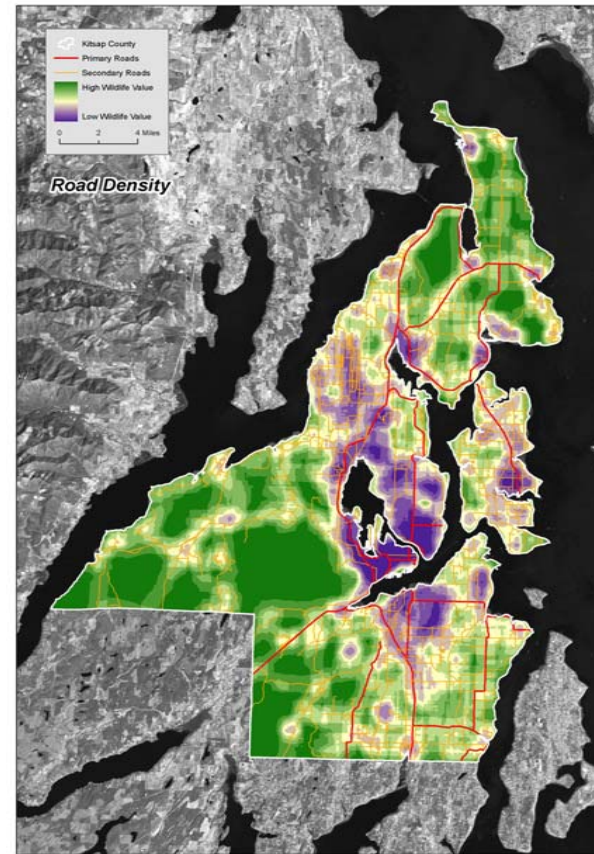 Kitsap County
Primary Roads
Secondary Roads
High Wildlife Value
Low Wildlife Value
0 2 4 Miles
Road Density